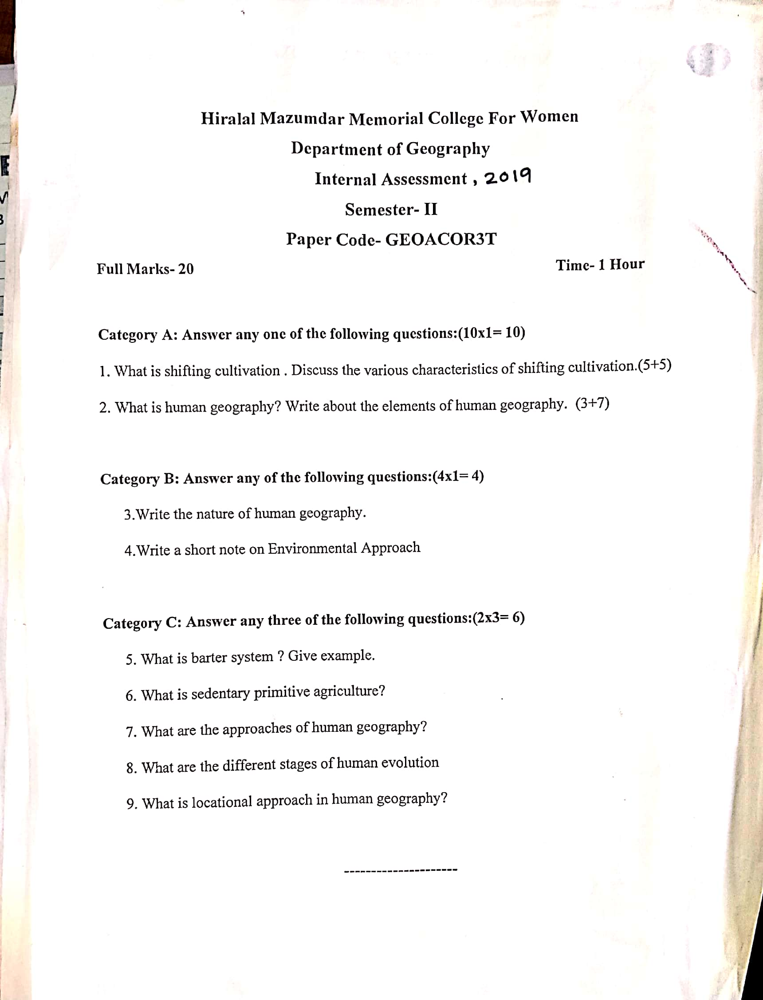 Hiralal Mazumdar Memorial College For Women
Department of Geography
Internal Assessment , 2019
Semester- II
Paper Code- GEOACOR3T
Full Marks- 20 Time- 1 Hour
Category A: Answer any one of the following questions:(10x1= 10)
1. What is shifting cultivation . Discuss the various characteristics of shifting cultivation.(5+5)
2. What is human geography? Write about the elements of human geography. (3+7)
Category B: Answer any of the following questions:(4x1= 4)
3.Write the nature of human geography.
4.Write a short note on Environmental Approach
Category C: Answer any three of the following questions:(2x3= 6)
5. What is barter system ? Give example.
6. What is sedentary primitive agriculture?
7. What are the approaches of human geography?
8. What are the different stages of human evolution
9. What is locational approach in human geography?
---------------------